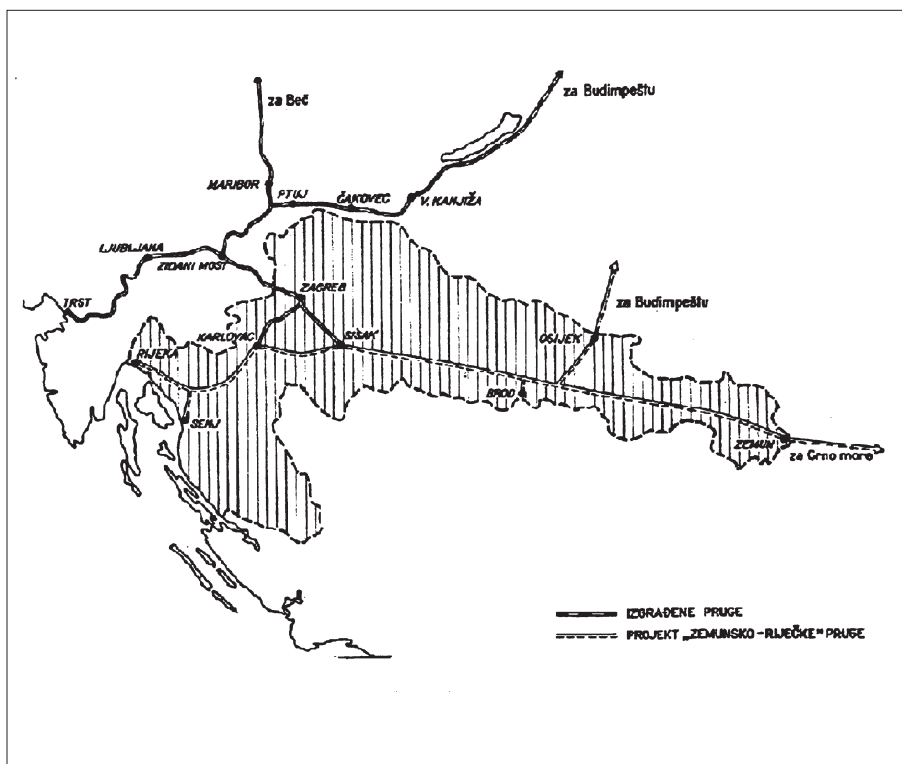 za Beč
za Budimpeštu
MARIBOR
PTUJ
ČAKOVEC
V. KANJIŽA
LJUBLJANA
ZIDANI MOST
ZAGREB
za Budimpeštu
TRST
KARLOVAC
SISAK
OSIJEK
RIJEKA
BROD
SENJ
ZEMUN
za Crno more
IZGRAĐENE PRUGE
PROJEKT „ZEMUNSKO-RIJEČKE" PRUGE